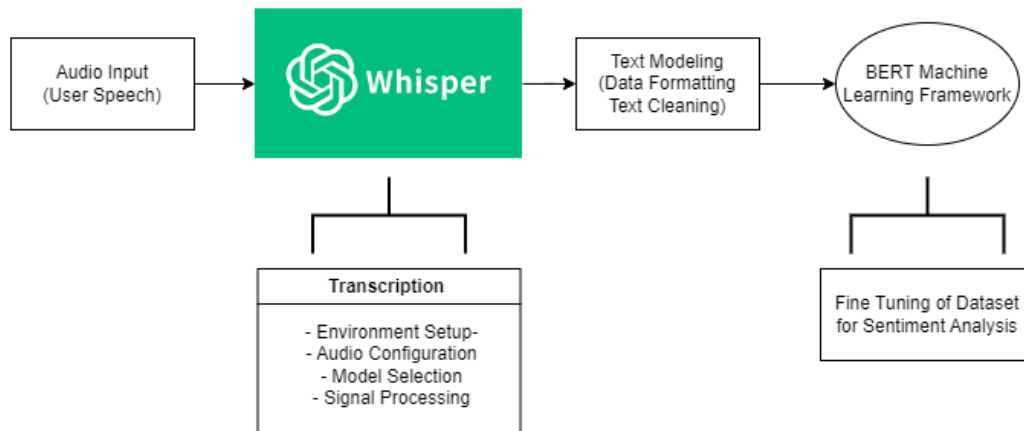 Audio Input
(User Speech)
Whisper
Text Modeling
(Data Formatting
Text Cleaning)
BERT Machine
Learning Framework
Transcription
- Environment Setup-
- Audio Configuration
- Model Selection
- Signal Processing
Fine Tuning of Dataset
for Sentiment Analysis